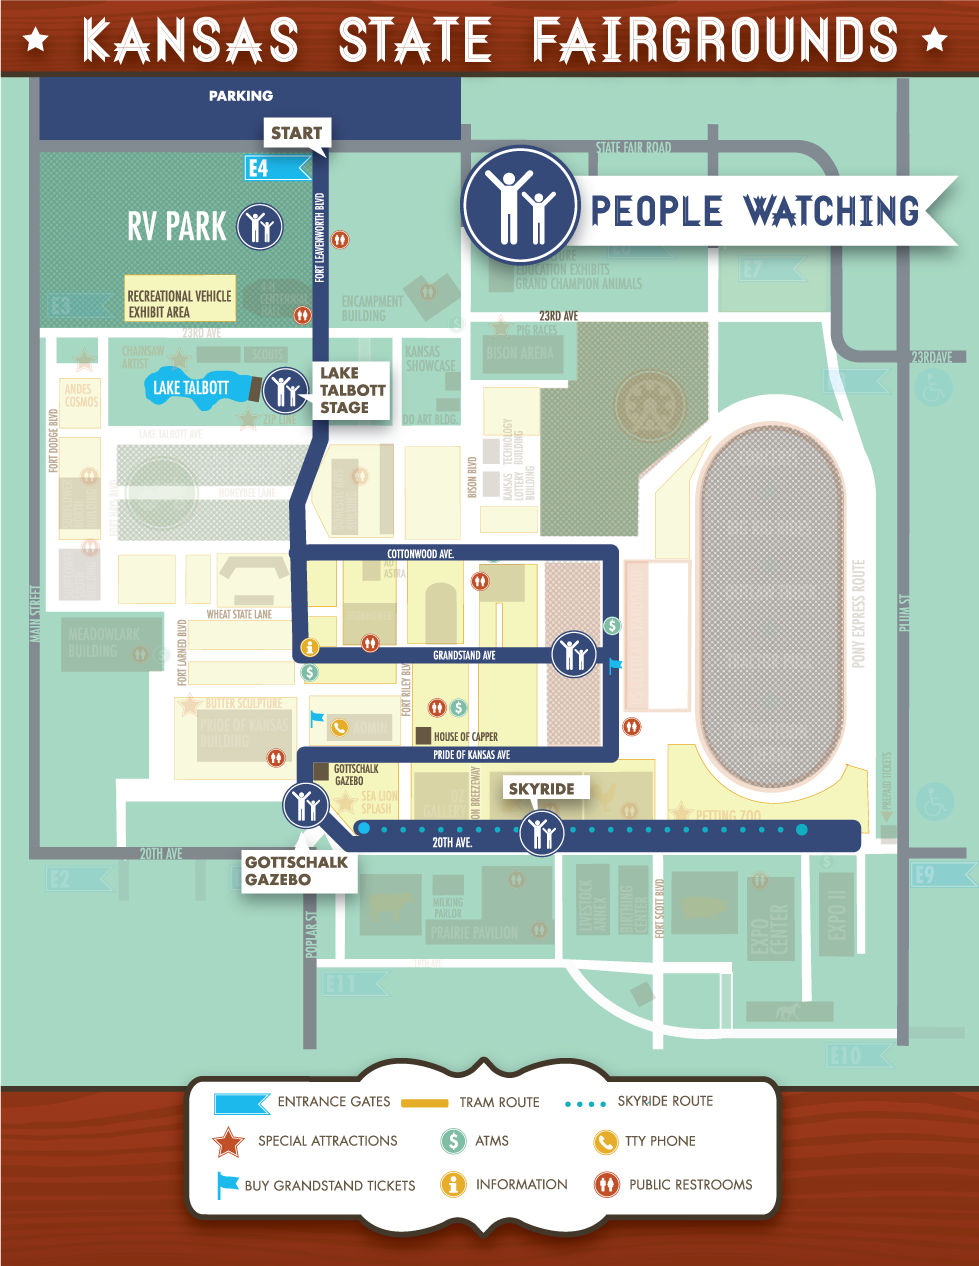 KANSAS STATE FAIRGROUNDS
PARKING
START
STATE FAIR ROAD
E4
PEOPLE WATCHING
RV PARK
FORT LEAVENWORTH BLVD
EDUCATION EXHIBITS
GRAND CHAMPION ANIMALS
E7
E3
RECREATIONAL VEHICLE
EXHIBIT AREA
ENCAMPMENT
BUILDING
23RD AVE
23RD AVE
PIG RACES
CHAINSAW
ARTIST
SCOUTS
KANSAS
SHOWCASE
BISON ARENA
23RD AVE
LAKE TALBOTT
LAKE
TALBOTT
STAGE
ANDES
COSMOS
ZIP LINE
DO ART BLDG.
FORT DODGE BLVD
LAKE TALBOTT AVE
TECHNOLOGY
BUILDING
BISON BLVD
KANSAS
LOTTERY
BUILDING
HONEYBEE LANE
COTTONWOOD AVE.
AD
ASTRA
MAIN STREET
WHEAT STATE LANE
PLUM ST
PONY EXPRESS ROUTE
MEADOWLARK
BUILDING
FORT LARNED BLVD
GRANDSTAND AVE
FORT RILEY BLVD
BUTTER SCULPTURE
PRIDE OF KANSAS
BUILDING
ADMIN
HOUSE OF CAPPER
PRIDE OF KANSAS AVE
GOTTSCHALK
GAZEBO
PREPAID TICKETS
SKYRIDE
SEA LION
SPLASH
PETTING ZOO
20TH AVE.
20TH AVE
GOTTSCHALK
GAZEBO
E2
E9
MILKING
PARLOR
PRAIRIE PAVILION
LIVESTOCK
ANNEX
BIRTHING
CENTER
FORT SCOTT BLVD
EXPO
CENTER
EXPO II
POPLAR ST
E11
E10
ENTRANCE GATES
TRAM ROUTE
SKYRIDE ROUTE
SPECIAL ATTRACTIONS
ATMS
TTY PHONE
BUY GRANDSTAND TICKETS
INFORMATION
PUBLIC RESTROOMS